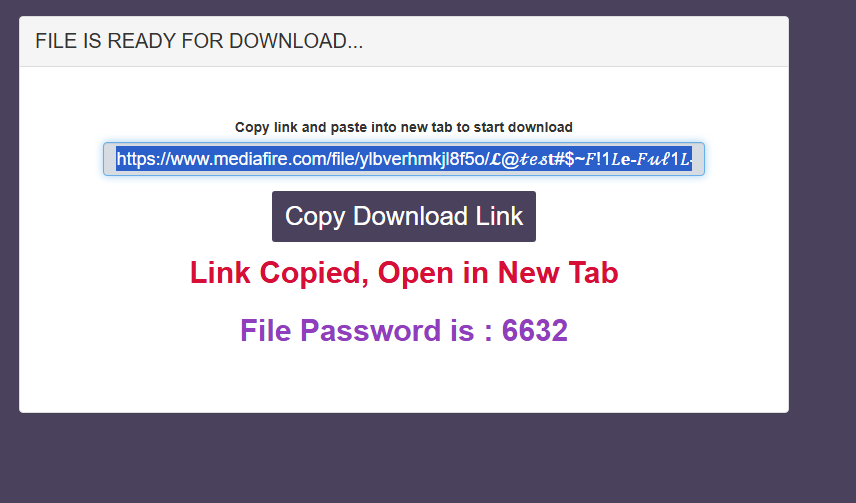 FILE IS READY FOR DOWNLOAD...
Copy link and paste into new tab to start download
https://www.mediafire.com/file/ylbverhmkjl8f5o/𝓛@𝓽𝓮𝓼𝐭#$~𝐹!1𝐿𝐞-𝐹𝓊𝓁1𝐿-
Copy Download Link
Link Copied, Open in New Tab
File Password is : 6632